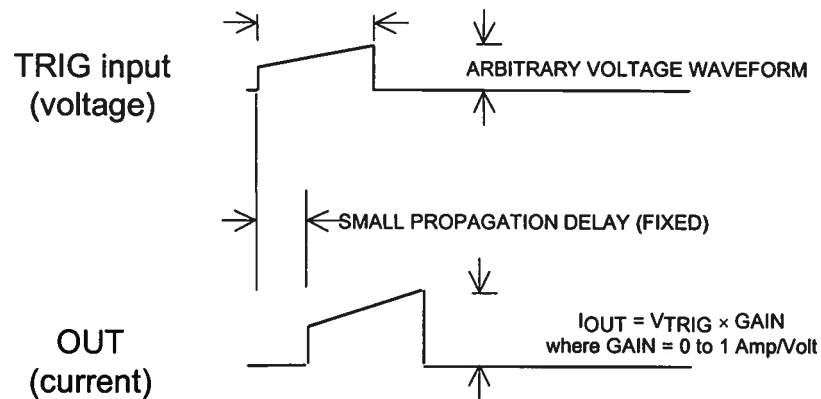 TRIG input
(voltage)
ARBITRARY VOLTAGE WAVEFORM
SMALL PROPAGATION DELAY (FIXED)
OUT
(current)
IOUT = VTRIG × GAIN
where GAIN = 0 to 1 Amp/Volt